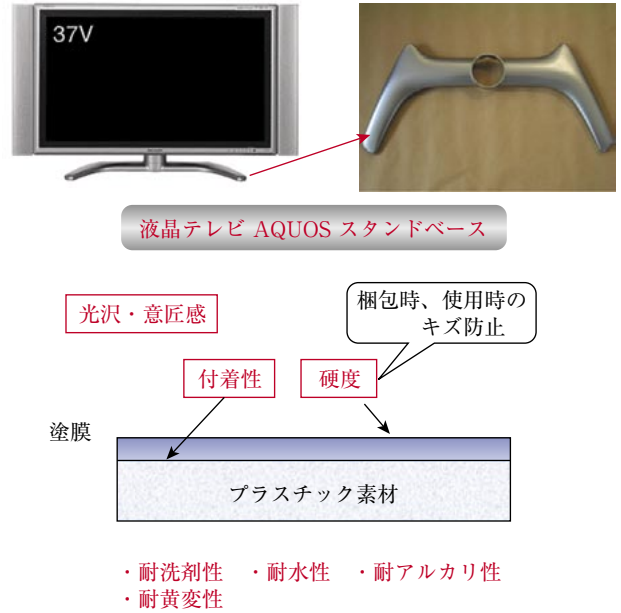 37V
液晶テレビ AQUOS スタンドベース
光沢・意匠感
梱包時、使用時の
キズ防止
付着性
硬度
塗膜
プラスチック素材
・耐洗剤性 ・耐水性 ・耐アルカリ性
・耐黄変性